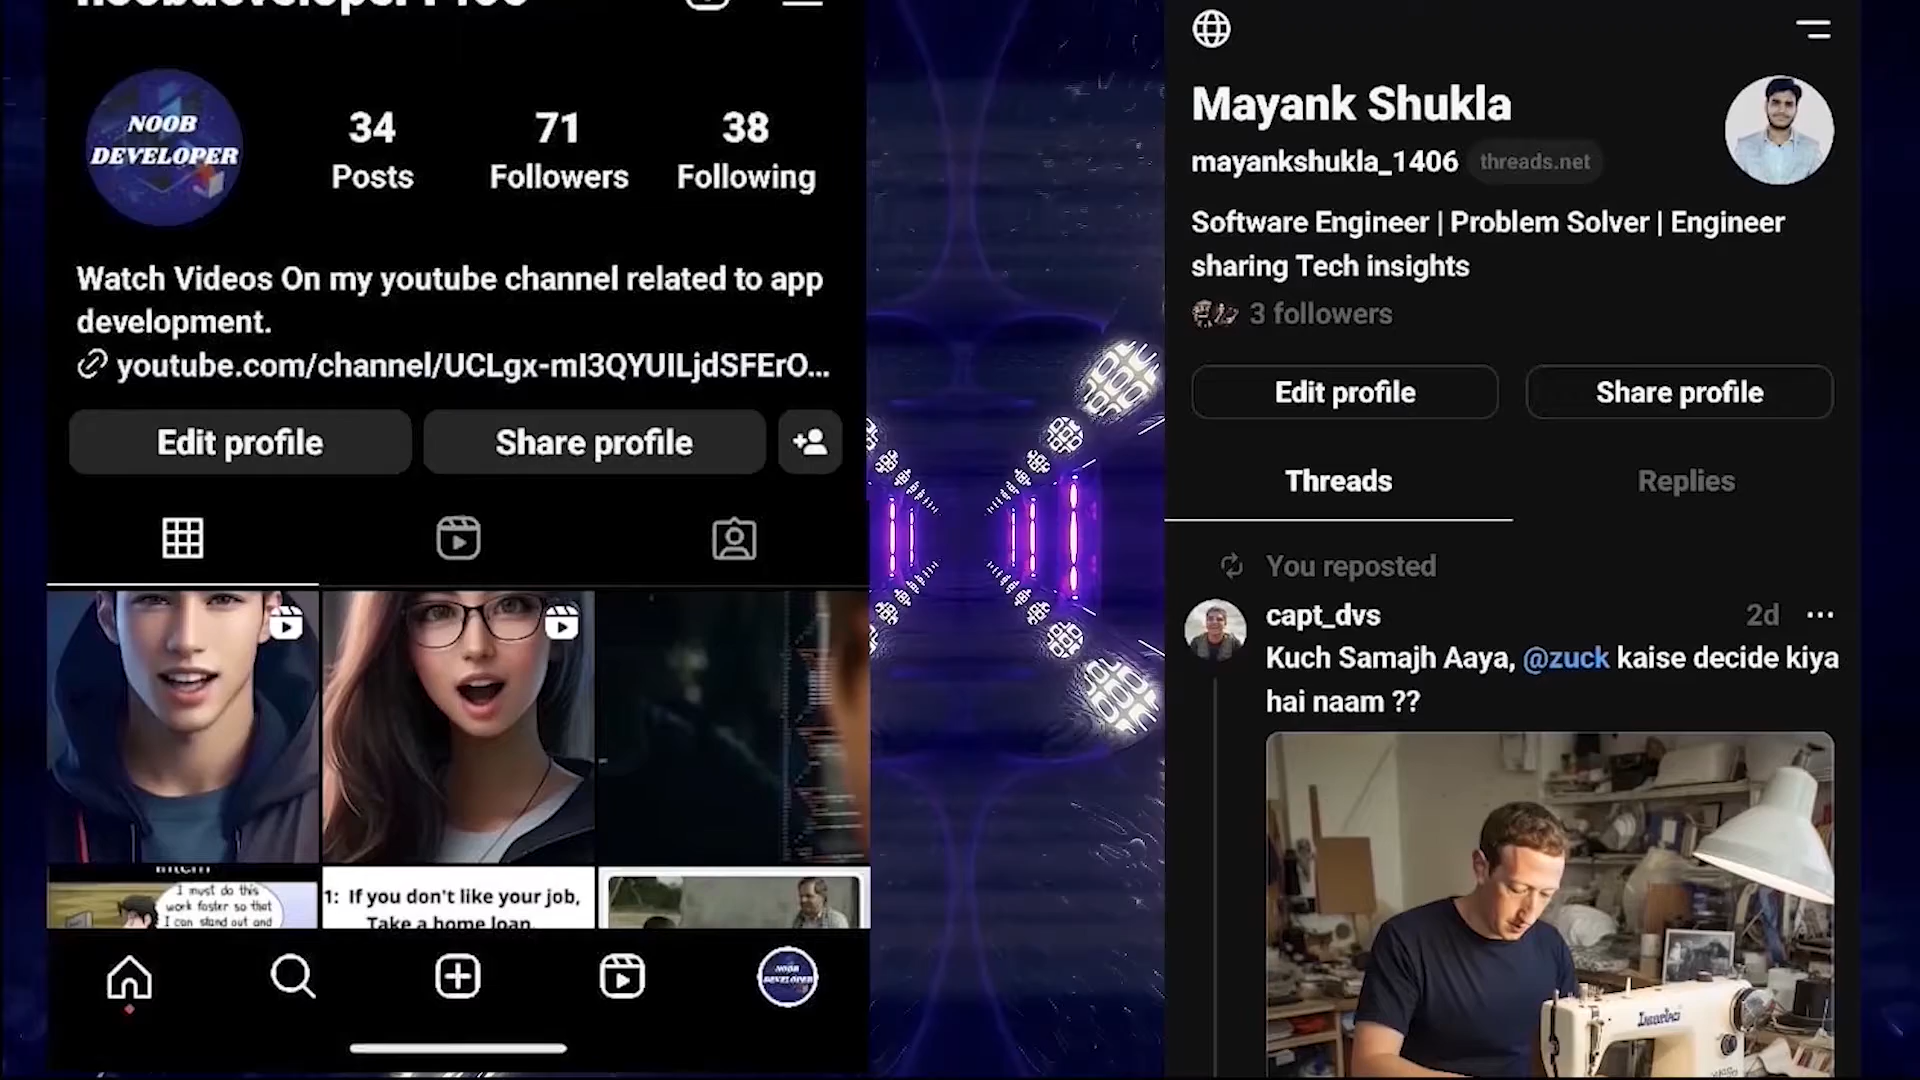 noobdeveloper1406
NOOB
DEVELOPER
34
Posts
71
Followers
38
Following
Watch Videos On my youtube channel related to app
development.
youtube.com/channel/UCLgx-mI3QYUILjdSFErO...
Edit profile
Share profile
I must do this
work faster so that
I can stand out and
1: If you don't like your job,
Take a home loan.
NOOB
DEVELOPER
Mayank Shukla
mayankshukla_1406 threads.net
Software Engineer | Problem Solver | Engineer
sharing Tech insights
3 followers
Edit profile
Share profile
Threads
Replies
You reposted
capt_dvs
2d
Kuch Samajh Aaya, @zuck kaise decide kiya
hai naam ??